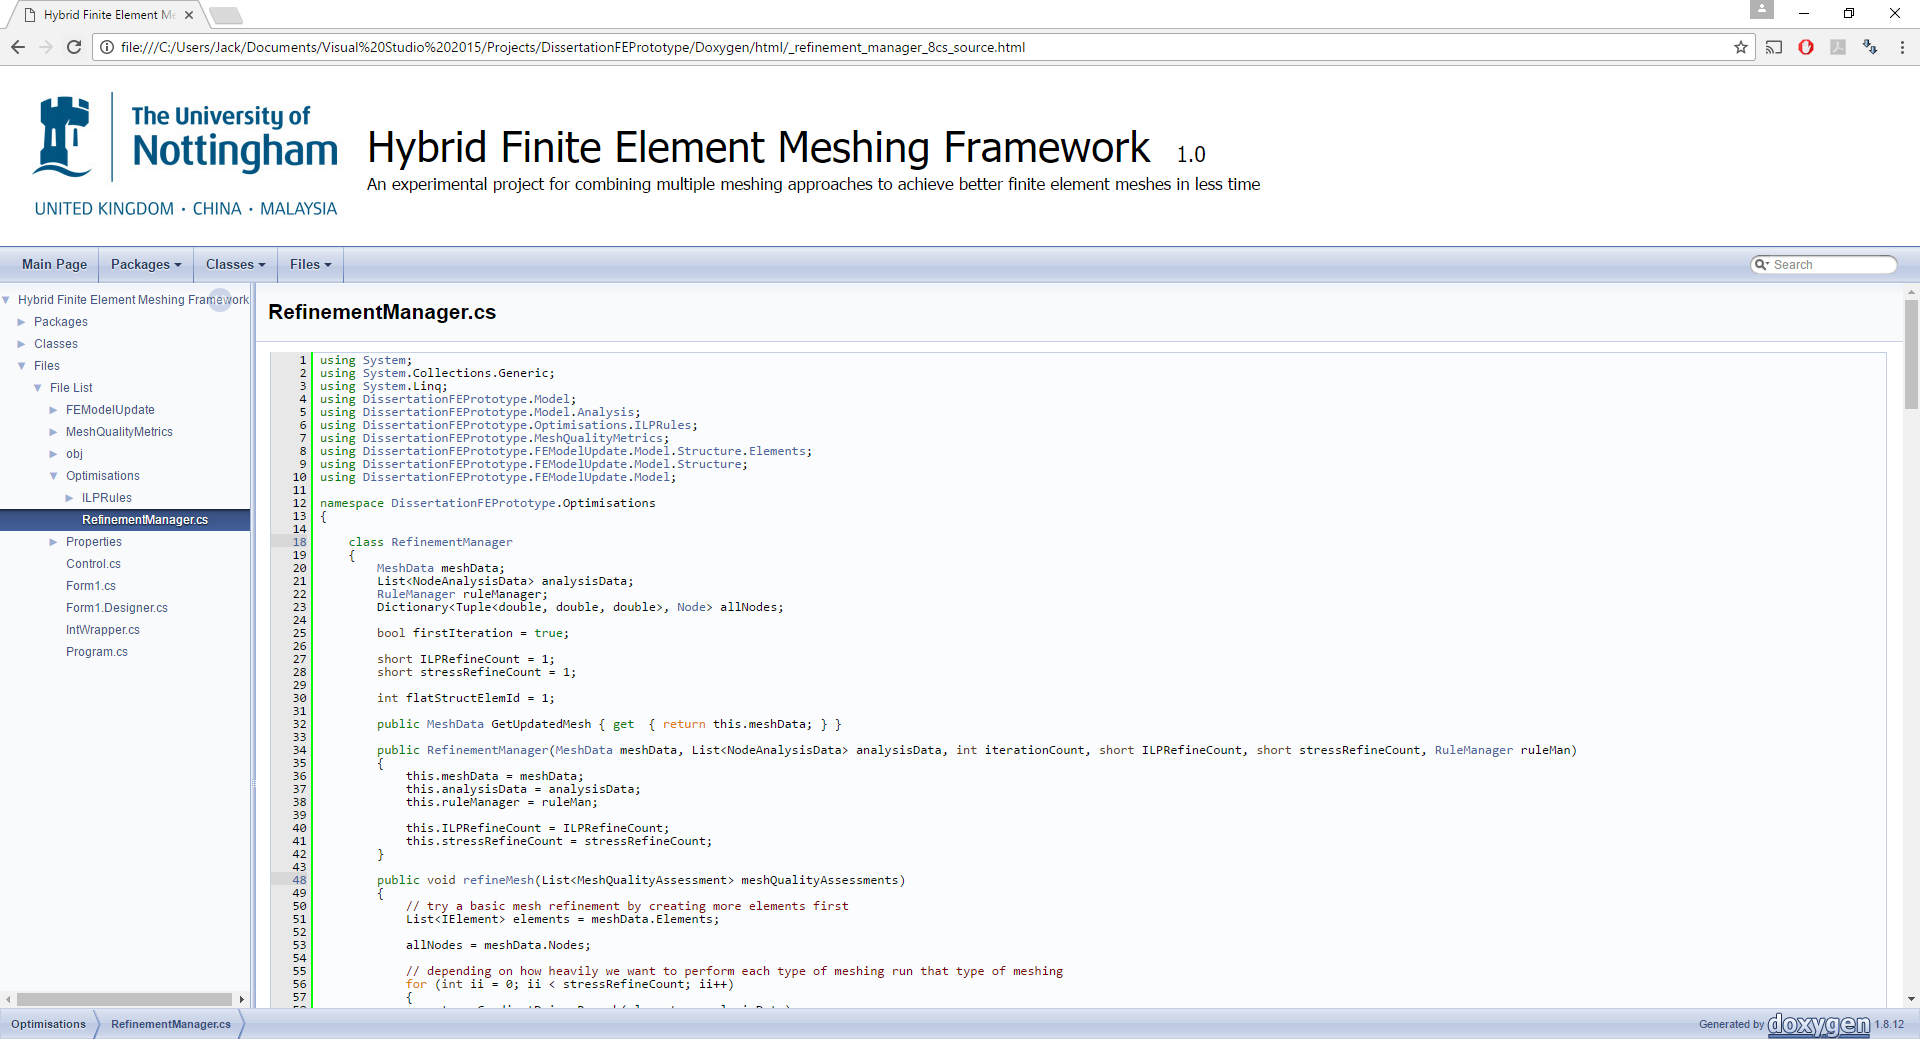 Hybrid Finite Element Me
file:///C:/Users/Jack/Documents/Visual%20Studio%202015/Projects/DissertationFEPrototype/Doxygen/html/_refinement_manager_8cs_source.html
The University of
Nottingham
UNITED KINGDOM · CHINA · MALAYSIA
Hybrid Finite Element Meshing Framework 1.0
An experimental project for combining multiple meshing approaches to achieve better finite element meshes in less time
Main Page Packages Classes Files Search
Hybrid Finite Element Meshing Framework
Packages
Classes
Files
File List
FEModelUpdate
MeshQualityMetrics
obj
Optimisations
ILPRules
RefinementManager.cs
Properties
Control.cs
Form1.cs
Form1.Designer.cs
IntWrapper.cs
Program.cs
RefinementManager.cs
1 using System;
2 using System.Collections.Generic;
3 using System.Linq;
4 using DissertationFEPrototype.Model;
5 using DissertationFEPrototype.Model.Analysis;
6 using DissertationFEPrototype.Optimisations.ILPRules;
7 using DissertationFEPrototype.MeshQualityMetrics;
8 using DissertationFEPrototype.FEModelUpdate.Model.Structure.Elements;
9 using DissertationFEPrototype.FEModelUpdate.Model.Structure;
10 using DissertationFEPrototype.FEModelUpdate.Model;
11
12 namespace DissertationFEPrototype.Optimisations
13 {
14
18 class RefinementManager
19 {
20 MeshData meshData;
21 List<NodeAnalysisData> analysisData;
22 RuleManager ruleManager;
23 Dictionary<Tuple<double, double, double>, Node> allNodes;
24
25 bool firstIteration = true;
26
27 short ILPRefineCount = 1;
28 short stressRefineCount = 1;
29
30 int flatStructElemId = 1;
31
32 public MeshData GetUpdatedMesh { get { return this.meshData; } }
33
34 public RefinementManager(MeshData meshData, List<NodeAnalysisData> analysisData, int iterationCount, short ILPRefineCount, short stressRefineCount, RuleManager ruleMan)
35 {
36 this.meshData = meshData;
37 this.analysisData = analysisData;
38 this.ruleManager = ruleMan;
39
40 this.ILPRefineCount = ILPRefineCount;
41 this.stressRefineCount = stressRefineCount;
42 }
43
48 public void refineMesh(List<MeshQualityAssessment> meshQualityAssessments)
49 {
50 // try a basic mesh refinement by creating more elements first
51 List<IElement> elements = meshData.Elements;
52
53 allNodes = meshData.Nodes;
54
55 // depending on how heavily we want to perform each type of meshing run that type of meshing
56 for (int ii = 0; ii < stressRefineCount; ii++)
57 {
Optimisations RefinementManager.cs
Generated by doxygen 1.8.12